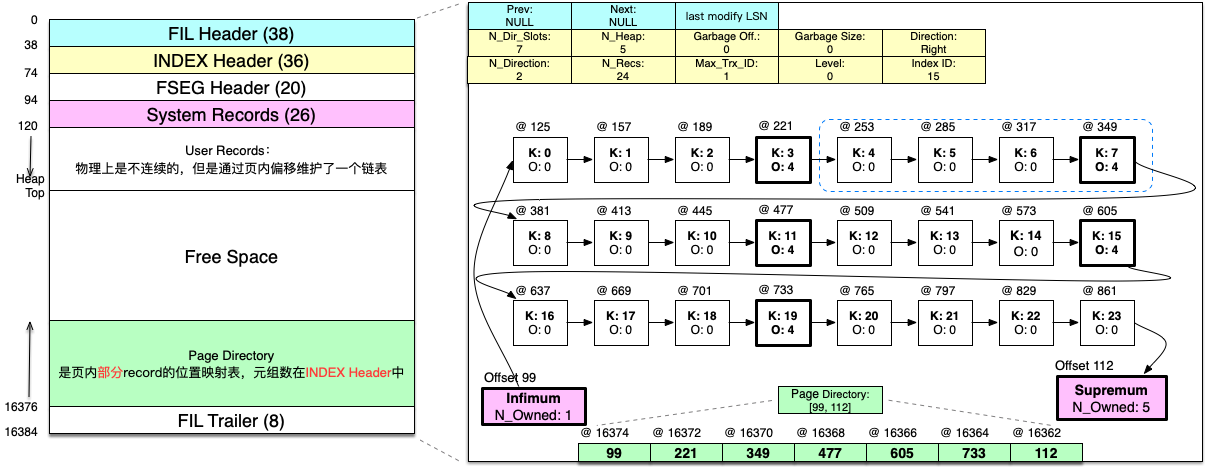 0
FIL Header (38)
38
INDEX Header (36)
74
FSEG Header (20)
94
System Records (26)
120
User Records：
物理上是不连续的，但是通过页内偏移维护了一个链表
Heap
Top
Free Space
Page Directory
是页内部分record的位置映射表，元组数在INDEX Header中
16376
FIL Trailer (8)
16384
Prev:
NULL
Next:
NULL
last modify LSN
N_Dir_Slots:
7
N_Heap:
5
Garbage Off.:
0
Garbage Size:
0
Direction:
Right
N_Direction:
2
N_Recs:
24
Max_Trx_ID:
1
Level:
0
Index ID:
15
@ 125 @ 157 @ 189 @ 221 @ 253 @ 285 @ 317 @ 349
K: 0 K: 1 K: 2 K: 3 K: 4 K: 5 K: 6 K: 7
O: 0 O: 0 O: 0 O: 4 O: 0 O: 0 O: 0 O: 4
@ 381 @ 413 @ 445 @ 477 @ 509 @ 541 @ 573 @ 605
K: 8 K: 9 K: 10 K: 11 K: 12 K: 13 K: 14 K: 15
O: 0 O: 0 O: 0 O: 4 O: 0 O: 0 O: 0 O: 4
@ 637 @ 669 @ 701 @ 733 @ 765 @ 797 @ 829 @ 861
K: 16 K: 17 K: 18 K: 19 K: 20 K: 21 K: 22 K: 23
O: 0 O: 0 O: 0 O: 4 O: 0 O: 0 O: 0 O: 0
Offset 99
Infimum
N_Owned: 1
Offset 112
Supremum
N_Owned: 5
Page Directory:
[99, 112]
@ 16374 @ 16372 @ 16370 @ 16368 @ 16366 @ 16364 @ 16362
99 221 349 477 605 733 112